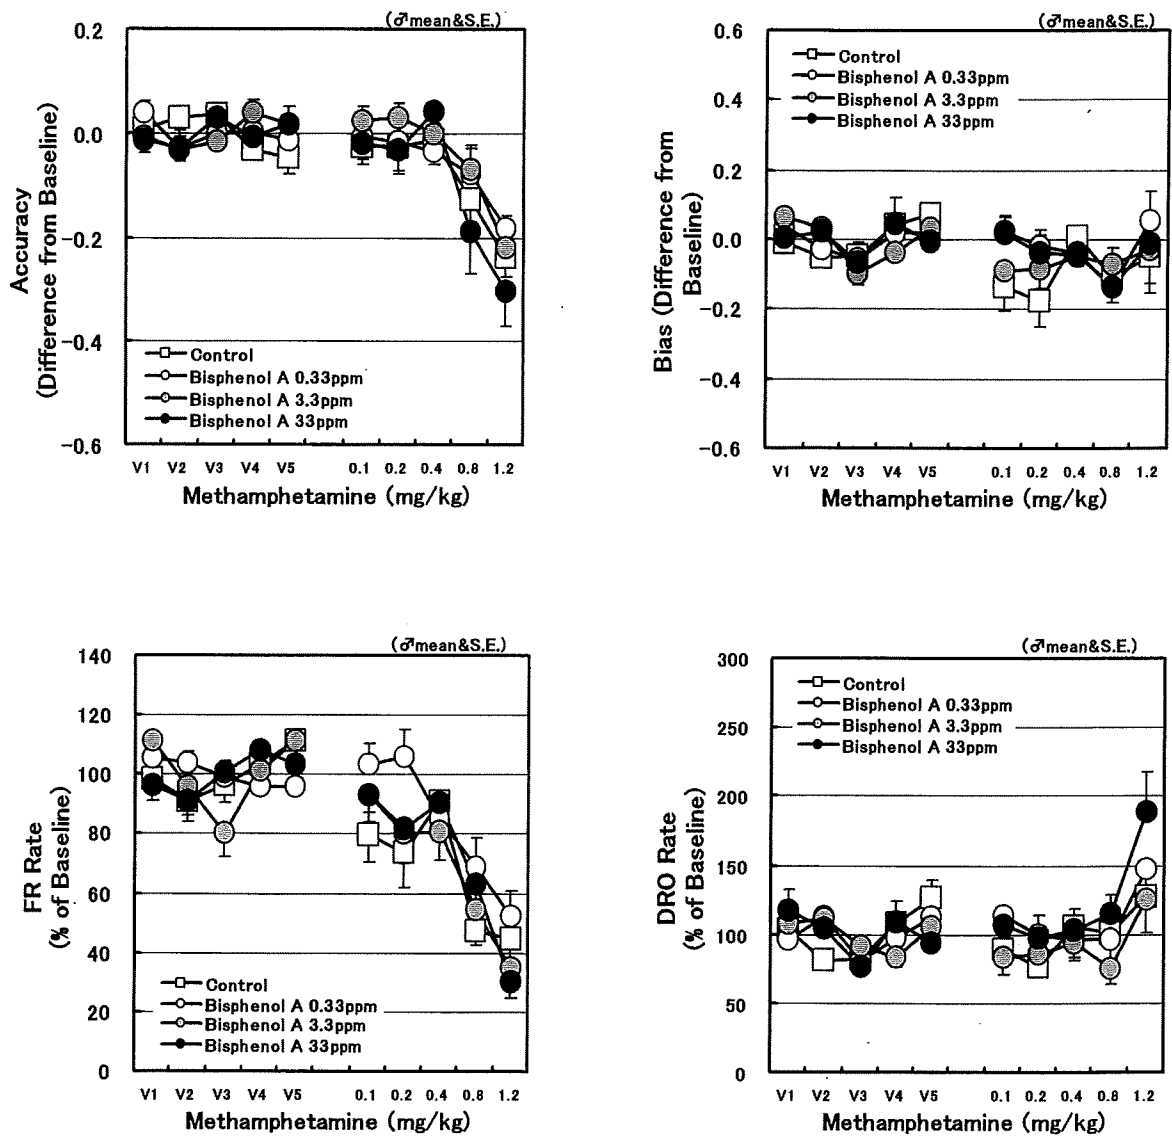 (♂mean&S.E.)
0.2
0.0
-0.2
-0.4
-0.6
Accuracy
(Difference from Baseline)
Control
Bisphenol A 0.33ppm
Bisphenol A 3.3ppm
Bisphenol A 33ppm
V1 V2 V3 V4 V5 0.1 0.2 0.4 0.8 1.2
Methamphetamine (mg/kg)
(♂mean&S.E.)
0.6
0.4
0.2
0.0
-0.2
-0.4
-0.6
Bias (Difference from
Baseline)
Control
Bisphenol A 0.33ppm
Bisphenol A 3.3ppm
Bisphenol A 33ppm
V1 V2 V3 V4 V5 0.1 0.2 0.4 0.8 1.2
Methamphetamine (mg/kg)
(♂mean&S.E.)
140
120
100
80
60
40
20
0
FR Rate
(% of Baseline)
Control
Bisphenol A 0.33ppm
Bisphenol A 3.3ppm
Bisphenol A 33ppm
V1 V2 V3 V4 V5 0.1 0.2 0.4 0.8 1.2
Methamphetamine (mg/kg)
(♂mean&S.E.)
300
250
200
150
100
50
0
DRO Rate
(% of Baseline)
Control
Bisphenol A 0.33ppm
Bisphenol A 3.3ppm
Bisphenol A 33ppm
V1 V2 V3 V4 V5 0.1 0.2 0.4 0.8 1.2
Methamphetamine (mg/kg)